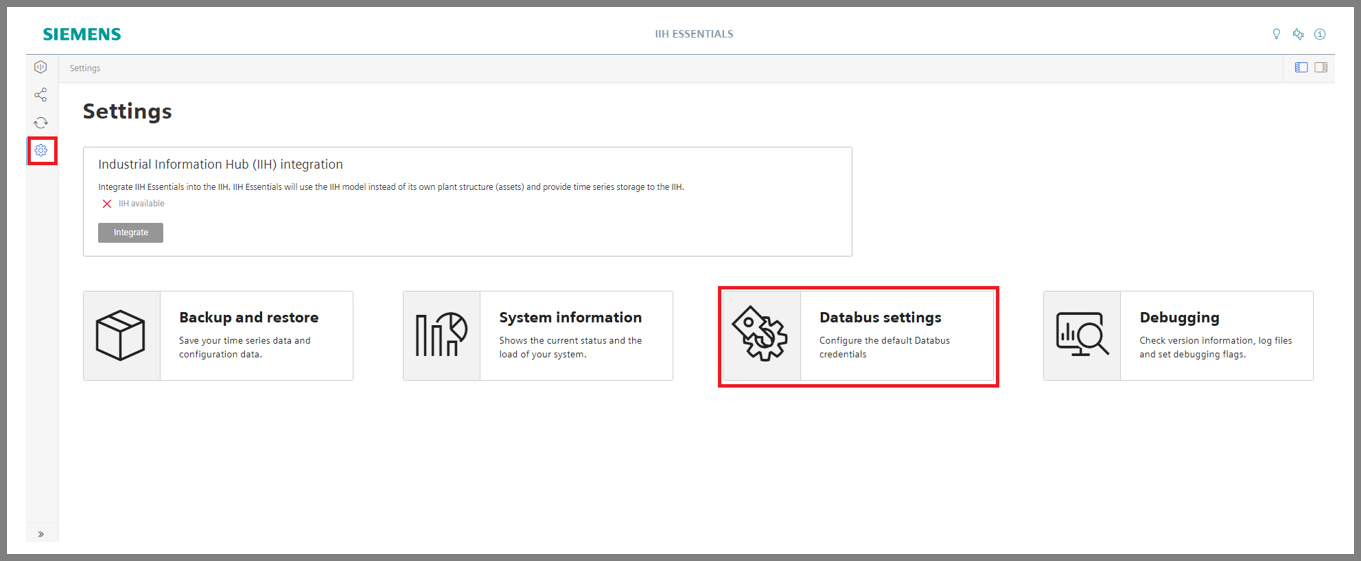 SIEMENS
IIH ESSENTIALS
Settings
Settings
Industrial Information Hub (IIH) integration
Integrate IIH Essentials into the IIH. IIH Essentials will use the IIH model instead of its own plant structure (assets) and provide time series storage to the IIH.
IIH available
Integrate
Backup and restore
Save your time series data and
configuration data.
System information
Shows the current status and the
load of your system.
Databus settings
Configure the default Databus
credentials
Debugging
Check version information, log files
and set debugging flags.